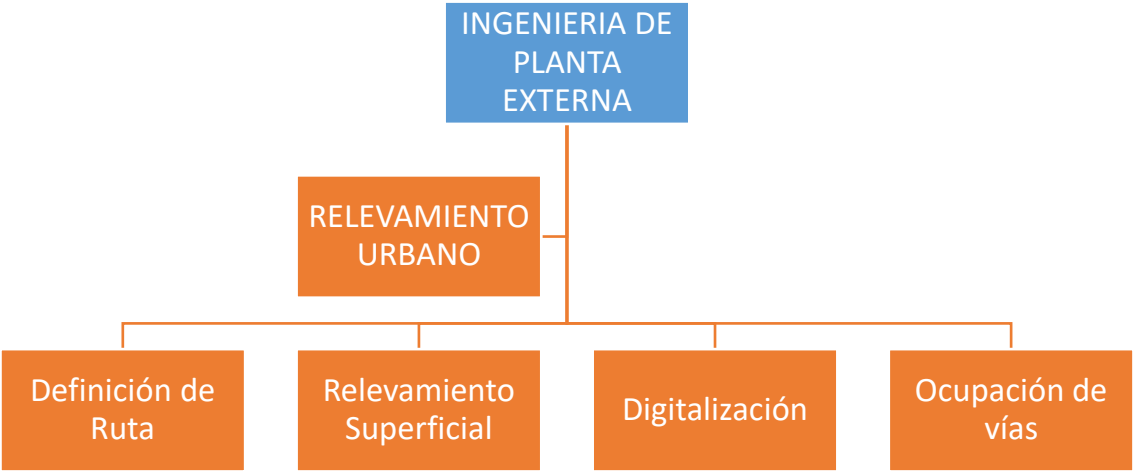 INGENIERIA DE
PLANTA
EXTERNA
RELEVAMIENTO
URBANO
Definición de
Ruta
Relevamiento
Superficial
Digitalización
Ocupación de
vías